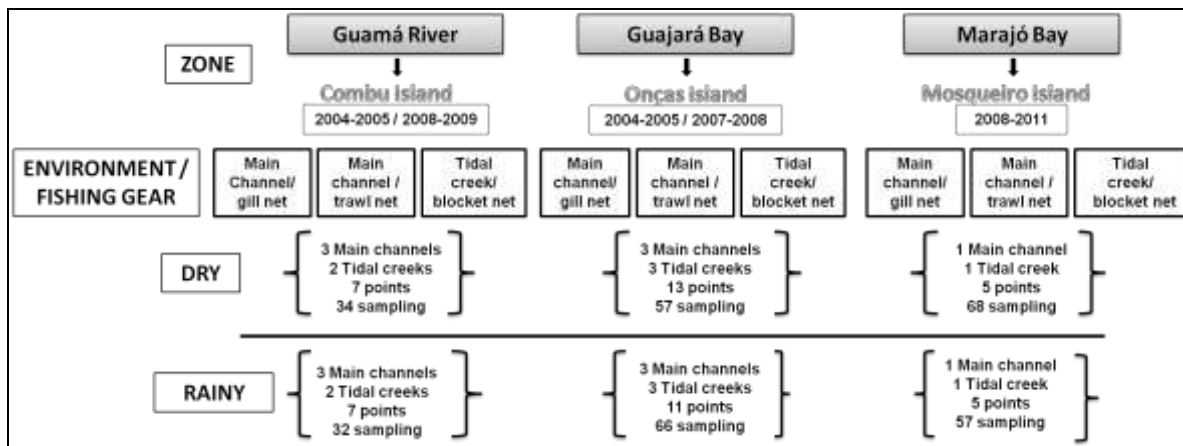 ZONE
Guamá River
Guajará Bay
Marajó Bay
Combu Island
Onças Island
Mosqueiro Island
2004-2005 / 2008-2009
2004-2005 / 2007-2008
2008-2011
ENVIRONMENT /
FISHING GEAR
Main
Channel/
gill net
Main
channel /
trawl net
Tidal
creek/
blocket net
Main
channel/
gill net
Main
channel /
trawl net
Tidal
creek/
blocket net
Main
channel/
gill net
Main
channel /
trawl net
Tidal
creek/
blocket net
DRY
3 Main channels
2 Tidal creeks
7 points
34 sampling
3 Main channels
3 Tidal creeks
13 points
57 sampling
1 Main channel
1 Tidal creek
5 points
68 sampling
RAINY
3 Main channels
2 Tidal creeks
7 points
32 sampling
3 Main channels
3 Tidal creeks
11 points
66 sampling
1 Main channel
1 Tidal creek
5 points
57 sampling